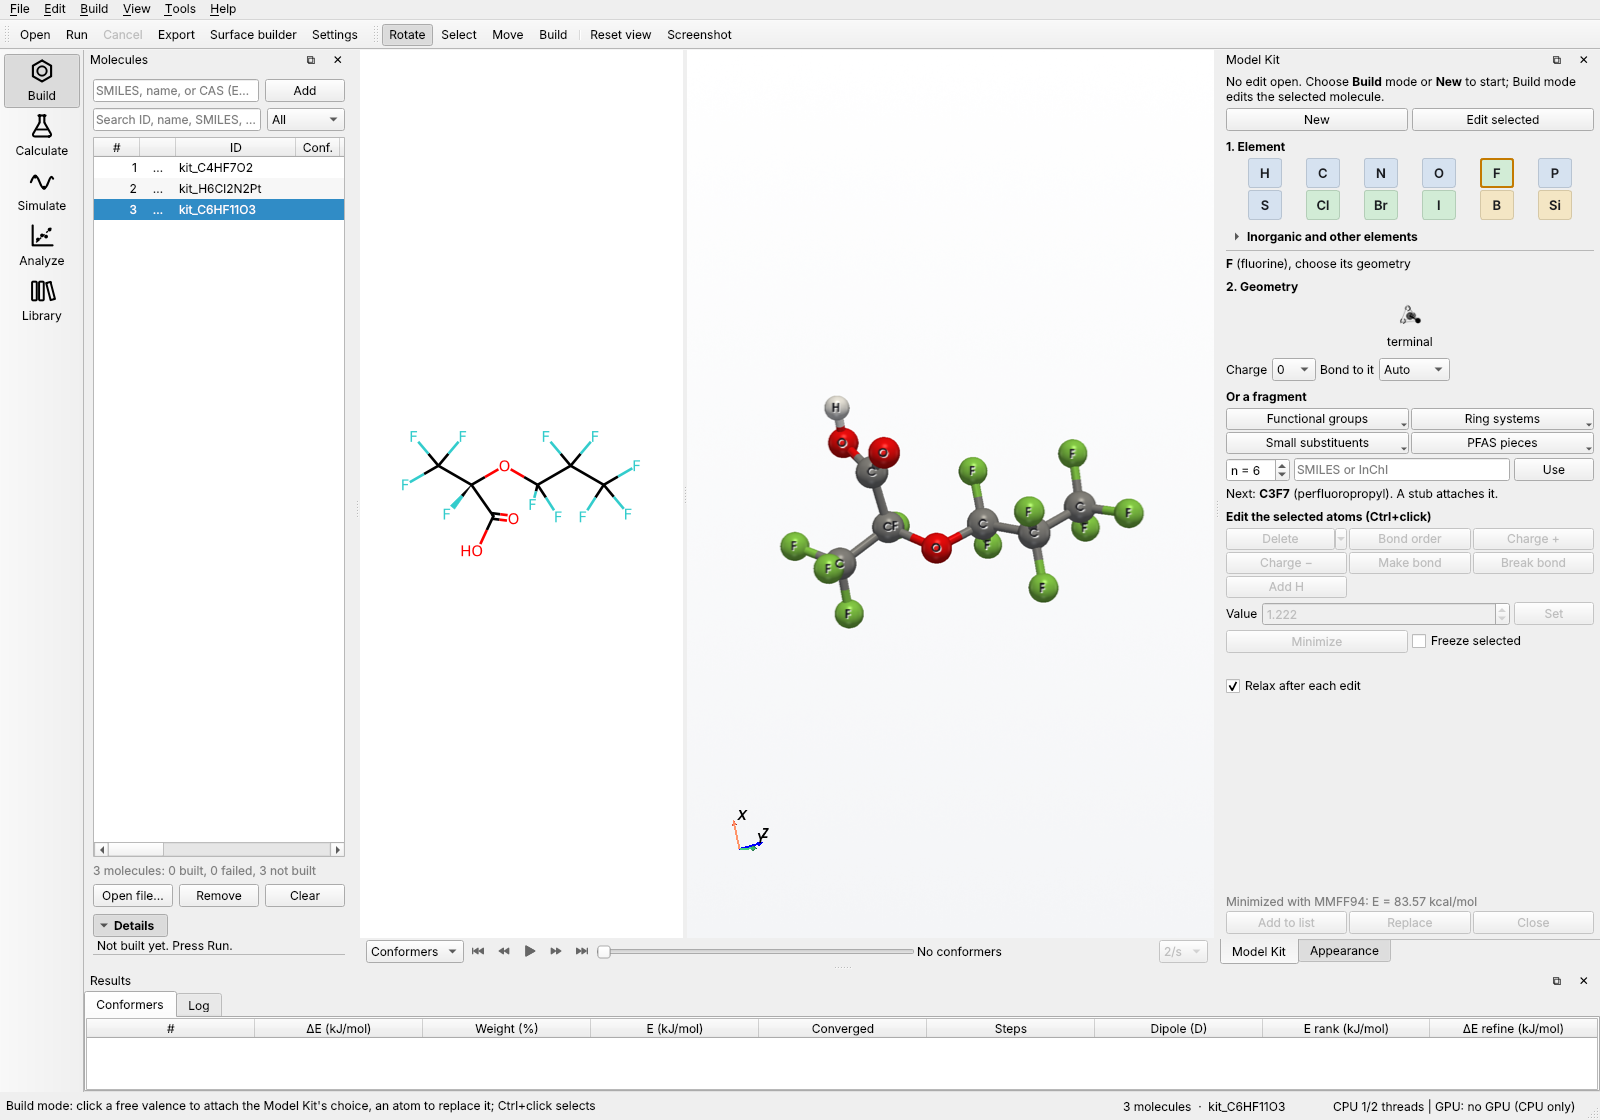 File Edit Build View Tools Help
Open Run Cancel Export Surface builder Settings Rotate Select Move Build Reset view Screenshot
Build
Calculate
Simulate
Analyze
Library
Molecules
SMILES, name, or CAS (E... Add
Search ID, name, SMILES, ... All
# ID Conf.
1 ... kit_C4HF7O2
2 ... kit_H6Cl2N2Pt
3 ... kit_C6HF11O3
3 molecules: 0 built, 0 failed, 3 not built
Open file... Remove Clear
Details
Not built yet. Press Run.
F F F F
F O F
F F F F F
O
HO
H
O O F F
C
F C F C F C F
F C O F C F
F F
X
Y Z
Conformers No conformers 2/s
Model Kit
No edit open. Choose Build mode or New to start; Build mode
edits the selected molecule.
New Edit selected
1. Element
H C N O F P
S Cl Br I B Si
Inorganic and other elements
F (fluorine), choose its geometry
2. Geometry
terminal
Charge 0 Bond to it Auto
Or a fragment
Functional groups Ring systems
Small substituents PFAS pieces
n = 6 SMILES or InChI Use
Next: C3F7 (perfluoropropyl). A stub attaches it.
Edit the selected atoms (Ctrl+click)
Delete Bond order Charge +
Charge − Make bond Break bond
Add H
Value 1.222 Set
Minimize Freeze selected
Relax after each edit
Minimized with MMFF94: E = 83.57 kcal/mol
Add to list Replace Close
Model Kit Appearance
Results
Conformers Log
# ΔE (kJ/mol) Weight (%) E (kJ/mol) Converged Steps Dipole (D) E rank (kJ/mol) ΔE refine (kJ/mol)
Build mode: click a free valence to attach the Model Kit's choice, an atom to replace it; Ctrl+click selects 3 molecules · kit_C6HF11O3 CPU 1/2 threads | GPU: no GPU (CPU only)